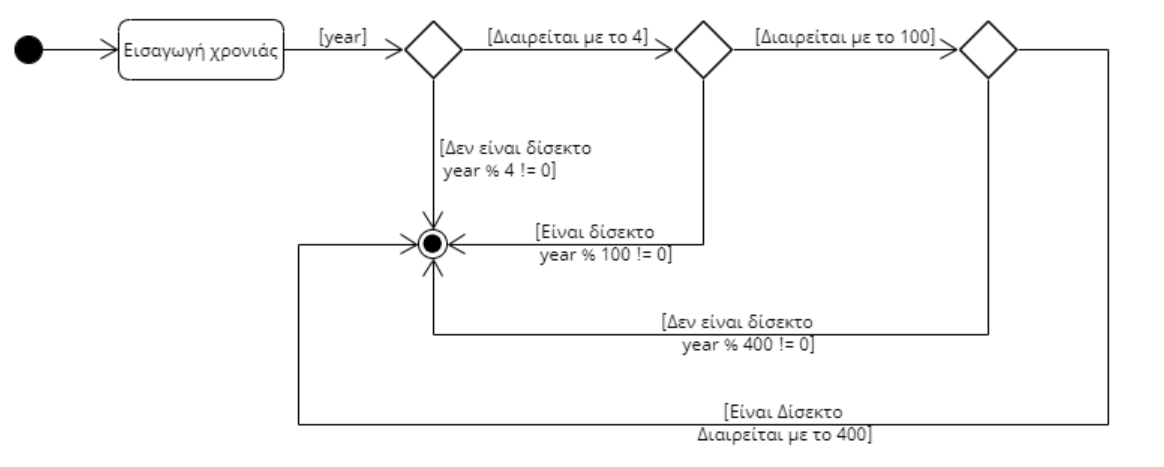 Εισαγωγή χρονιάς
[year]
[Διαιρείται με το 4]
[Διαιρείται με το 100]
[Δεν είναι δίσεκτο
year % 4 != 0]
[Είναι δίσεκτο
year % 100 != 0]
[Δεν είναι δίσεκτο
year % 400 != 0]
[Είναι Δίσεκτο
Διαιρείται με το 400]